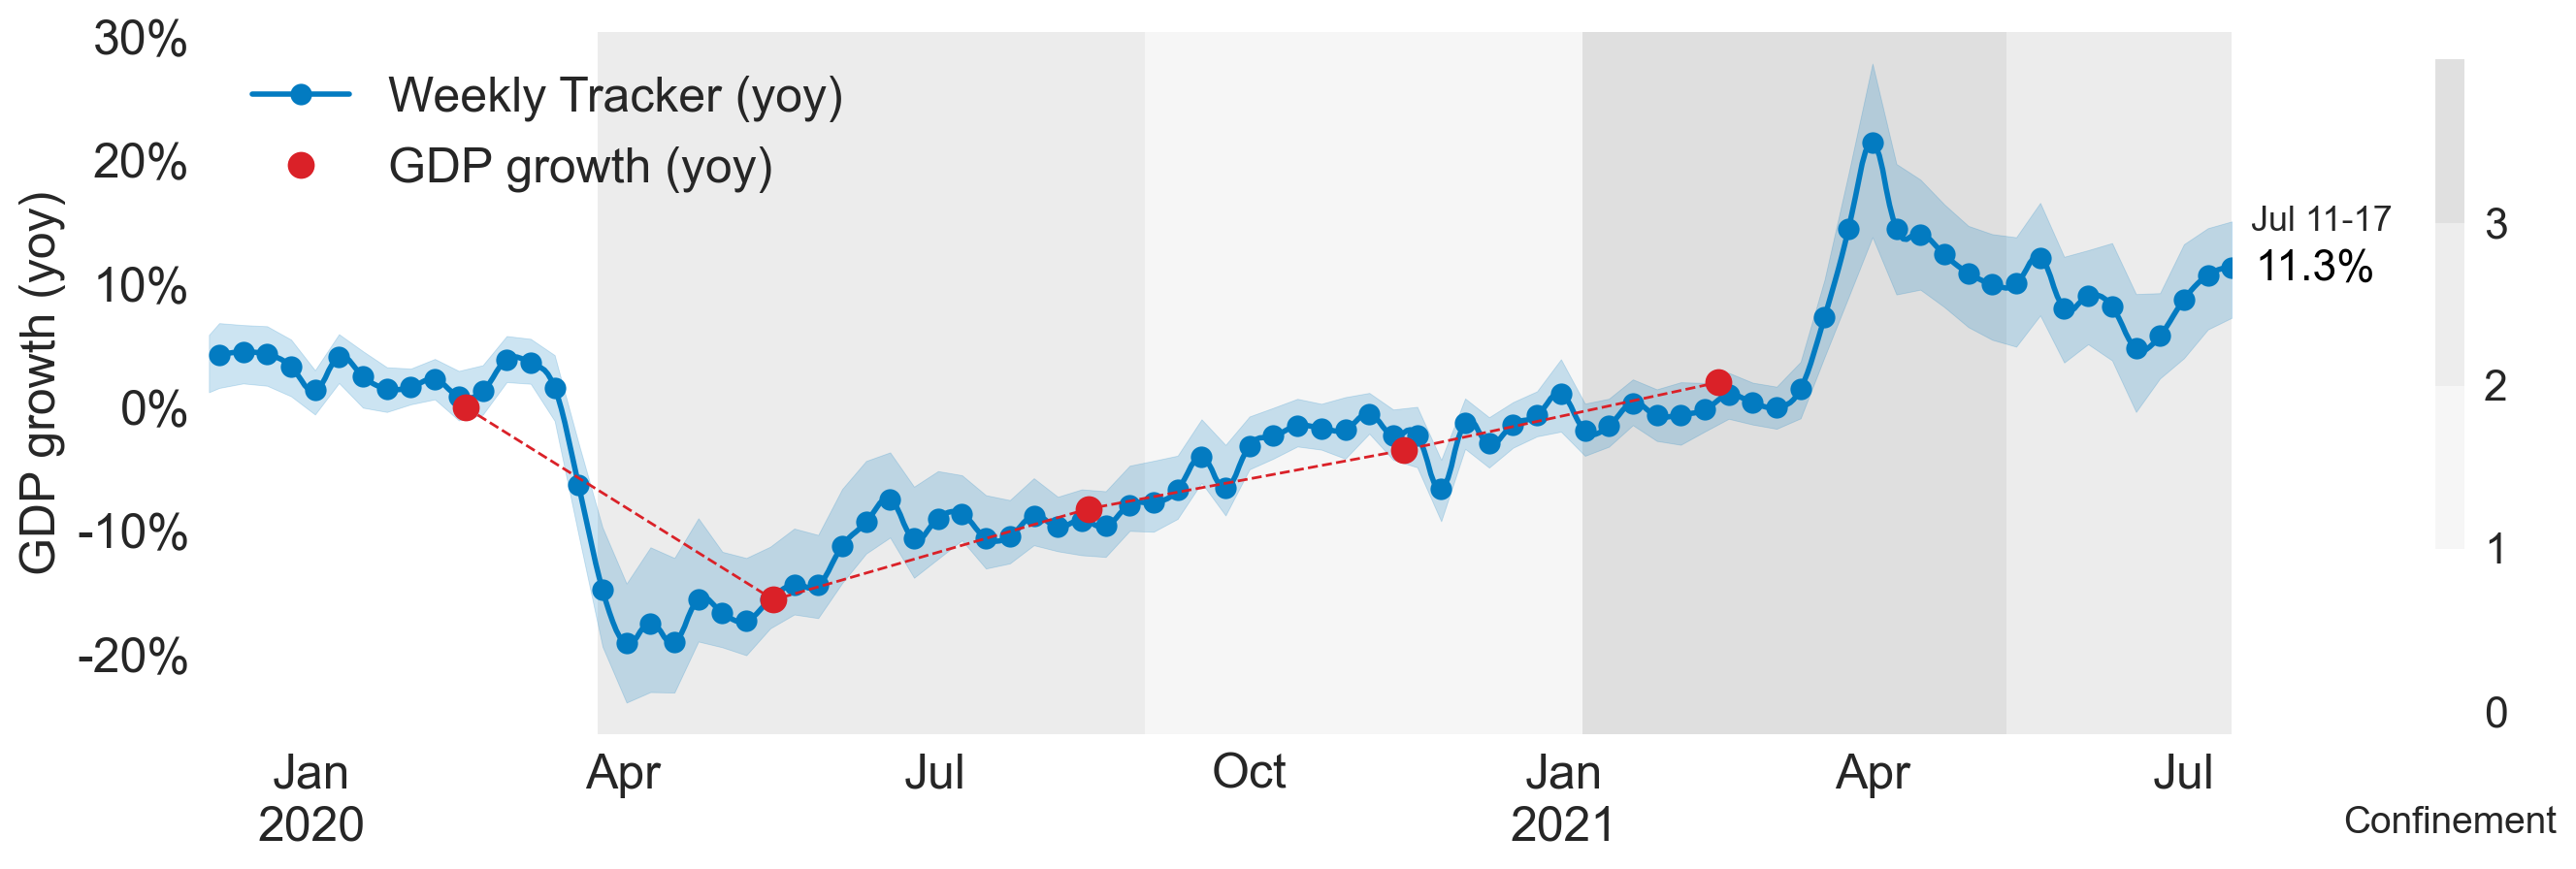 30%
20%
10%
0%
-10%
-20%
GDP growth (yoy)
Weekly Tracker (yoy)
GDP growth (yoy)
Jul 11-17
11.3%
3
2
1
0
Confinement
Jan
2020
Apr
Jul
Oct
Jan
2021
Apr
Jul